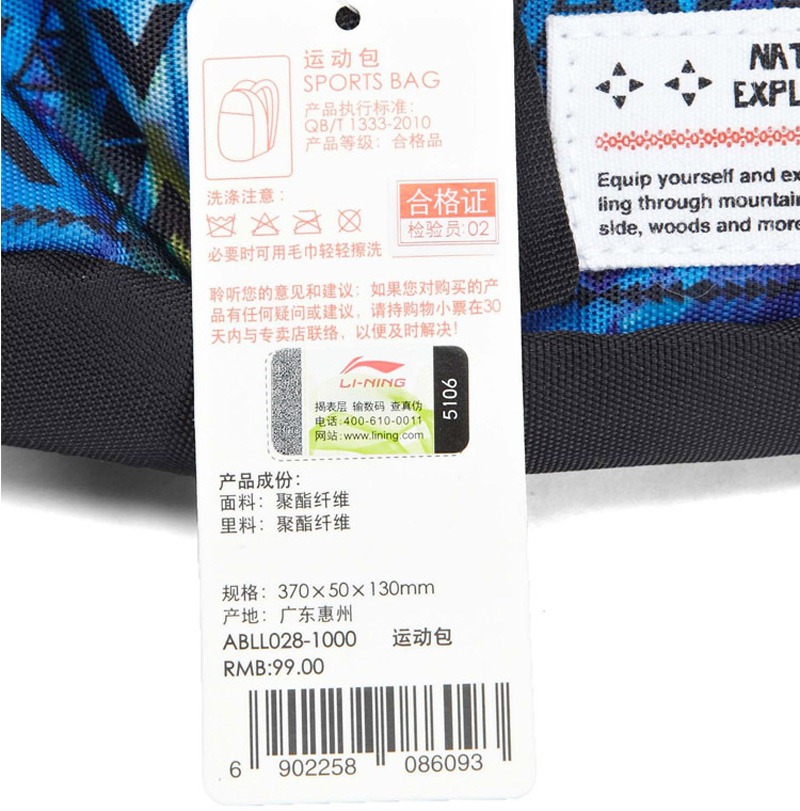 运动包
SPORTS BAG
产品执行标准：
QB/T 1333-2010
产品等级：合格品
洗涤注意：
合格证
检验员：02
必要时可用毛巾轻轻擦洗
聆听您的意见和建议：如果您对购买的产
品有任何疑问或建议，请持购物小票在30
天内与专卖店联络，以便及时解决！
LI-NING
揭表层 输数码 查真伪
电话：400-610-0011
网站：www.lining.com
5106
产品成份：
面料：聚酯纤维
里料：聚酯纤维
规格：370×50×130mm
产地：广东惠州
ABLL028-1000 运动包
RMB:99.00
6 902258 086093
NAT
EXPL
Equip yourself and ex
ling through mountain
side, woods and more